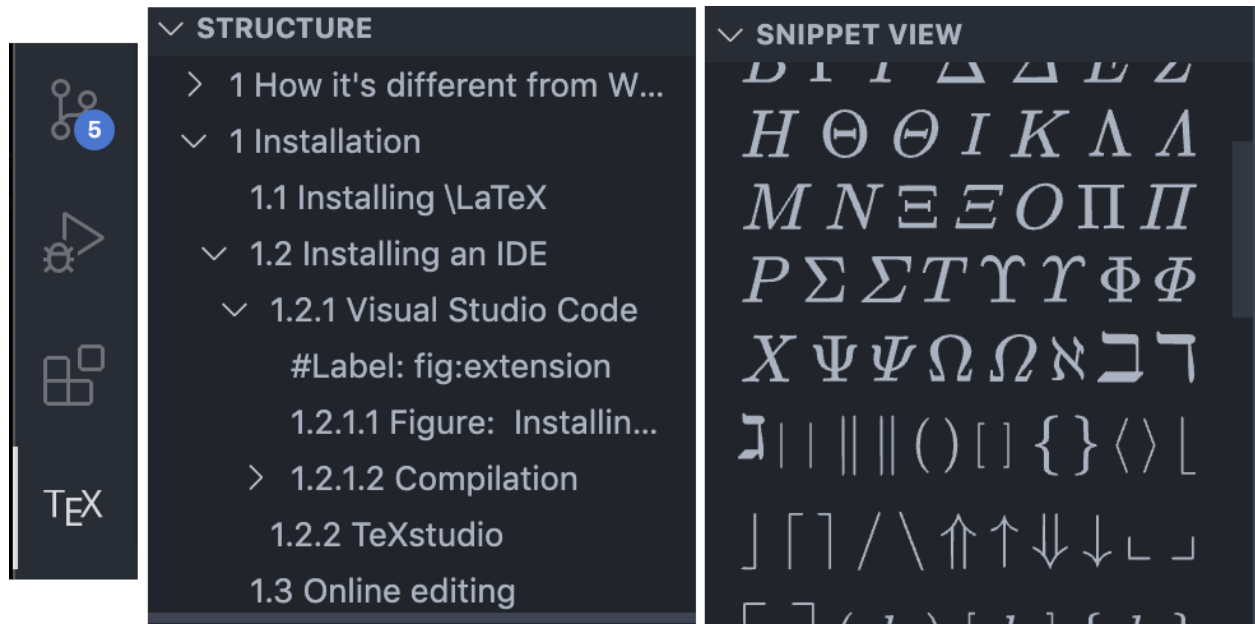 5
TEX
STRUCTURE
1 How it's different from W...
1 Installation
1.1 Installing \LaTeX
1.2 Installing an IDE
1.2.1 Visual Studio Code
#Label: fig:extension
1.2.1.1 Figure: Installin...
1.2.1.2 Compilation
1.2.2 TeXstudio
1.3 Online editing
SNIPPET VIEW
B Γ Γ Δ Δ E Z
H Θ Θ I K Λ Λ
M N Ξ Ξ O Π Π
P Σ Σ T ϒ ϒ Φ Φ
X Ψ Ψ Ω Ω ℵ ℶ ℸ
ℷ | | ‖ ‖ ( ) [ ] { } ⟨ ⟩ ⌊
⌋ ⌈ ⌉ / \ ⇑ ↑ ⇓ ↓ ⌞ ⌟